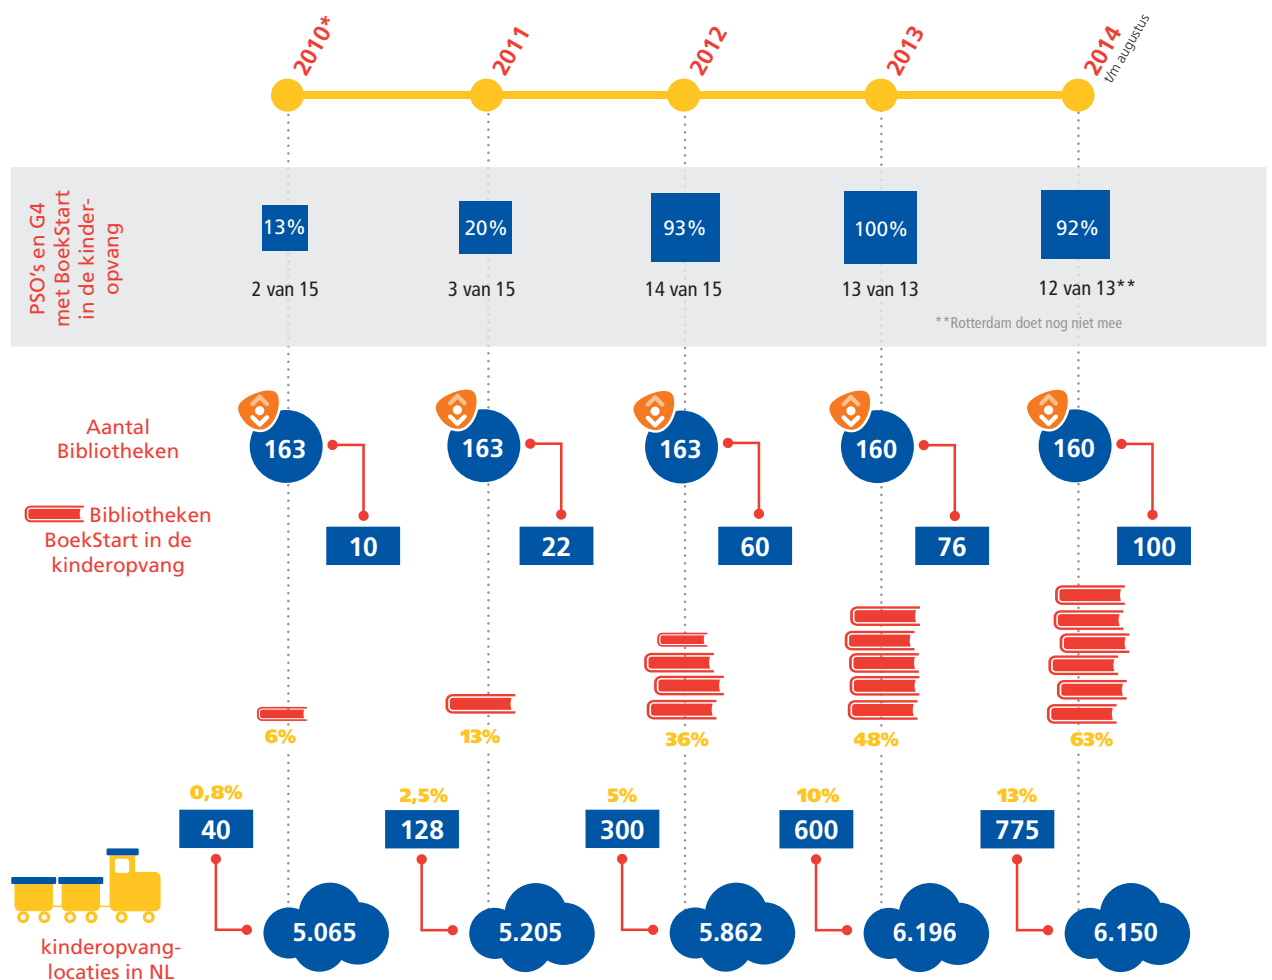 2010*
2011
2012
2013
2014
t/m augustus
PSO's en G4
met BoekStart
in de kinder-
opvang
13%
20%
93%
100%
92%
2 van 15
3 van 15
14 van 15
13 van 13
12 van 13**
**Rotterdam doet nog niet mee
Aantal
Bibliotheken
163
163
163
160
160
Bibliotheken
BoekStart in de
kinderopvang
10
22
60
76
100
6%
13%
36%
48%
63%
0,8%
2,5%
5%
10%
13%
40
128
300
600
775
5.065
5.205
5.862
6.196
6.150
kinderopvang-
locaties in NL